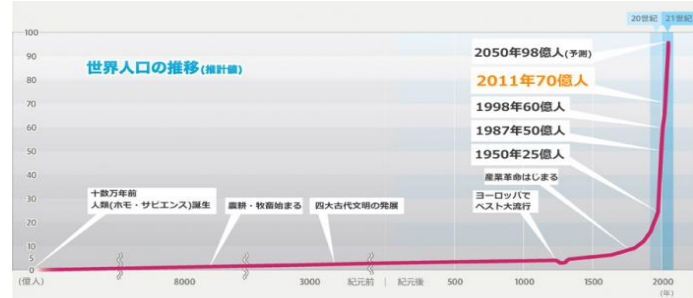 20世紀 21世紀
世界人口の推移(推計値)
100
90
80
70
60
50
40
30
20
10
5
0
(億人)
2050年98億人(予測)
2011年70億人
1998年60億人
1987年50億人
1950年25億人
産業革命はじまる
ヨーロッパで
ペスト大流行
十数万年前
人類(ホモ・サピエンス)誕生
農耕・牧畜始まる
四大古代文明の発展
8000
3000
紀元前
紀元後
500
1000
1500
2000
(年)